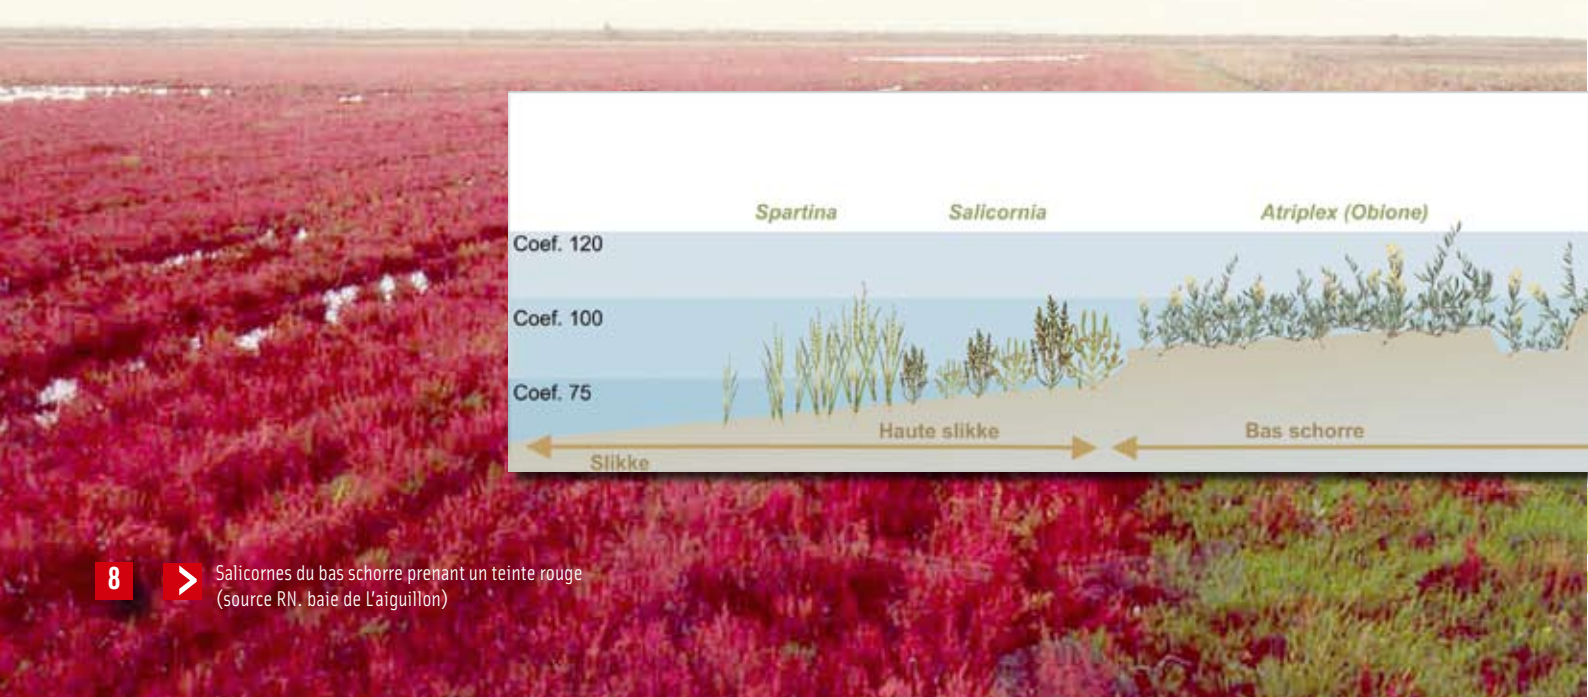 Spartina Salicornia Atriplex (Obione)
Coef. 120
Coef. 100
Coef. 75
Haute slikke Bas schorre
Slikke
8 Salicornes du bas schorre prenant un teinte rouge
(source RN. baie de L'aiguillon)